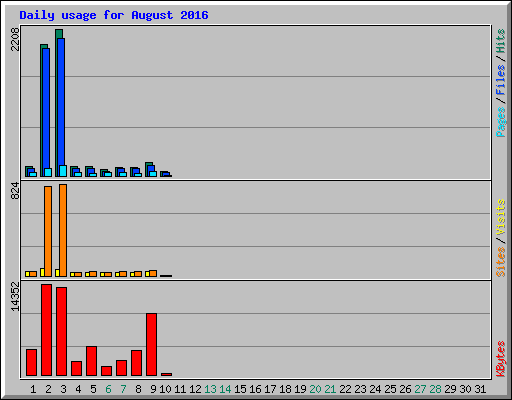 Daily usage for August 2016
2208
Pages / Files / Hits
824
Sites / Visits
14352
KBytes
1 2 3 4 5 6 7 8 9 10 11 12 13 14 15 16 17 18 19 20 21 22 23 24 25 26 27 28 29 30 31